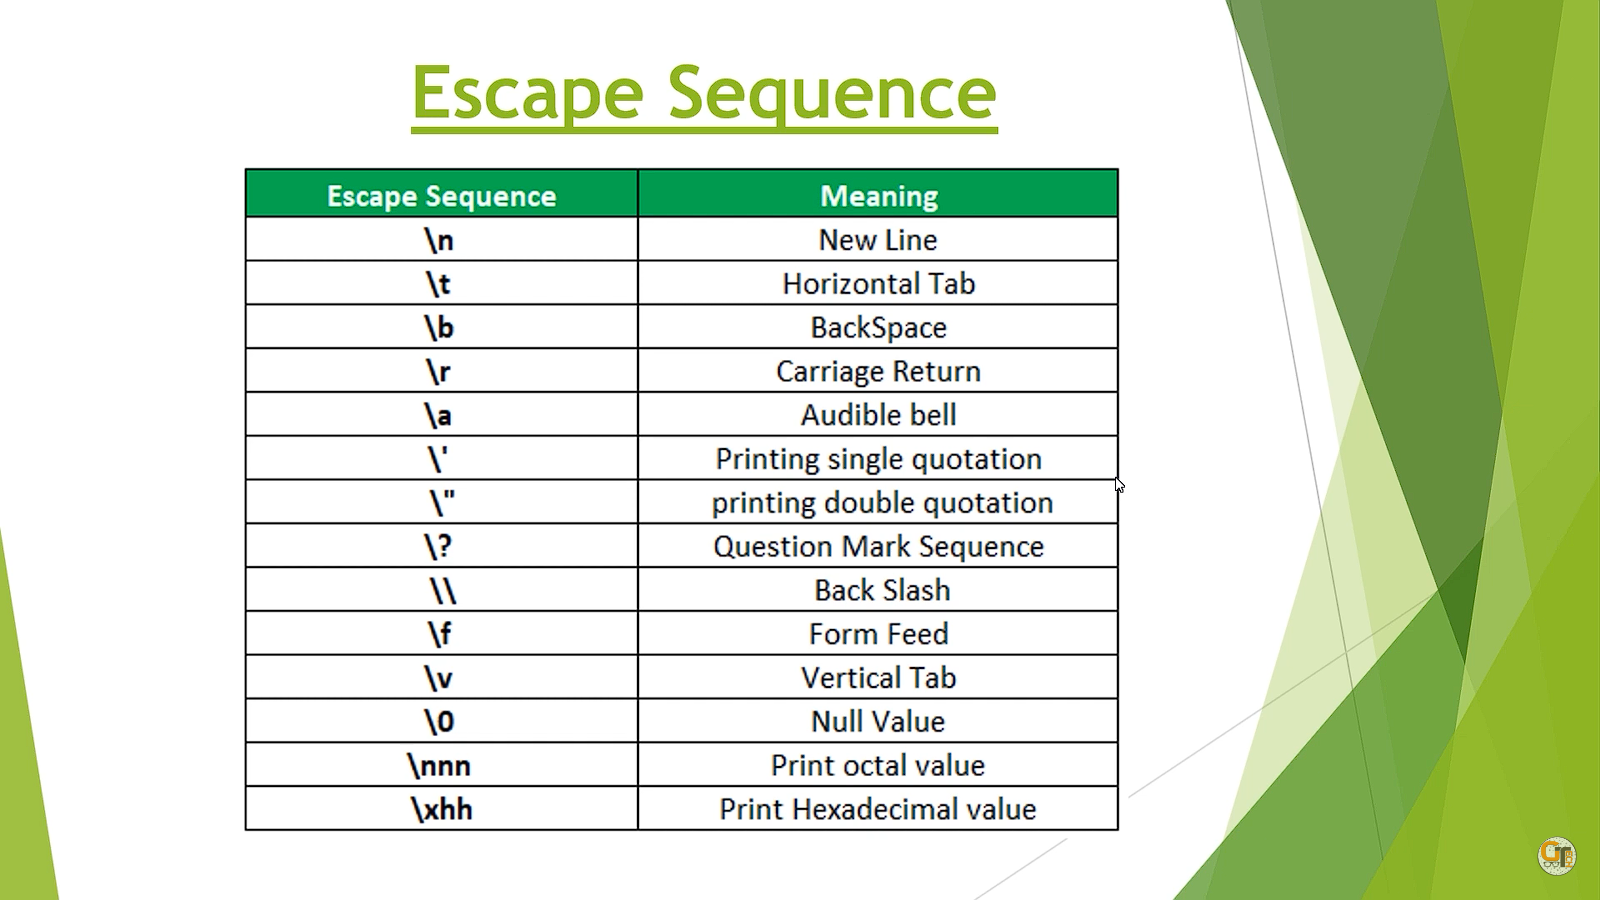 Escape Sequence
Escape Sequence Meaning
\n New Line
\t Horizontal Tab
\b BackSpace
\r Carriage Return
\a Audible bell
\' Printing single quotation
\" printing double quotation
\? Question Mark Sequence
\\ Back Slash
\f Form Feed
\v Vertical Tab
\0 Null Value
\nnn Print octal value
\xhh Print Hexadecimal value